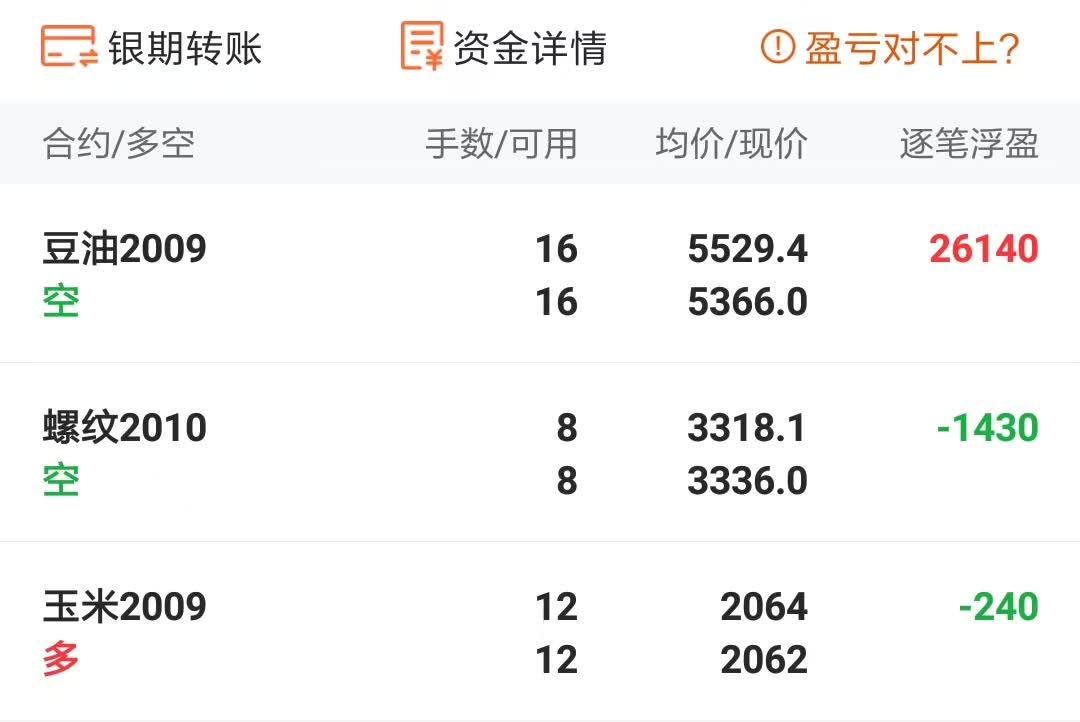 银期转账 资金详情 盈亏对不上?
合约/多空 手数/可用 均价/现价 逐笔浮盈
豆油2009 16 5529.4 26140
空 16 5366.0
螺纹2010 8 3318.1 -1430
空 8 3336.0
玉米2009 12 2064 -240
多 12 2062